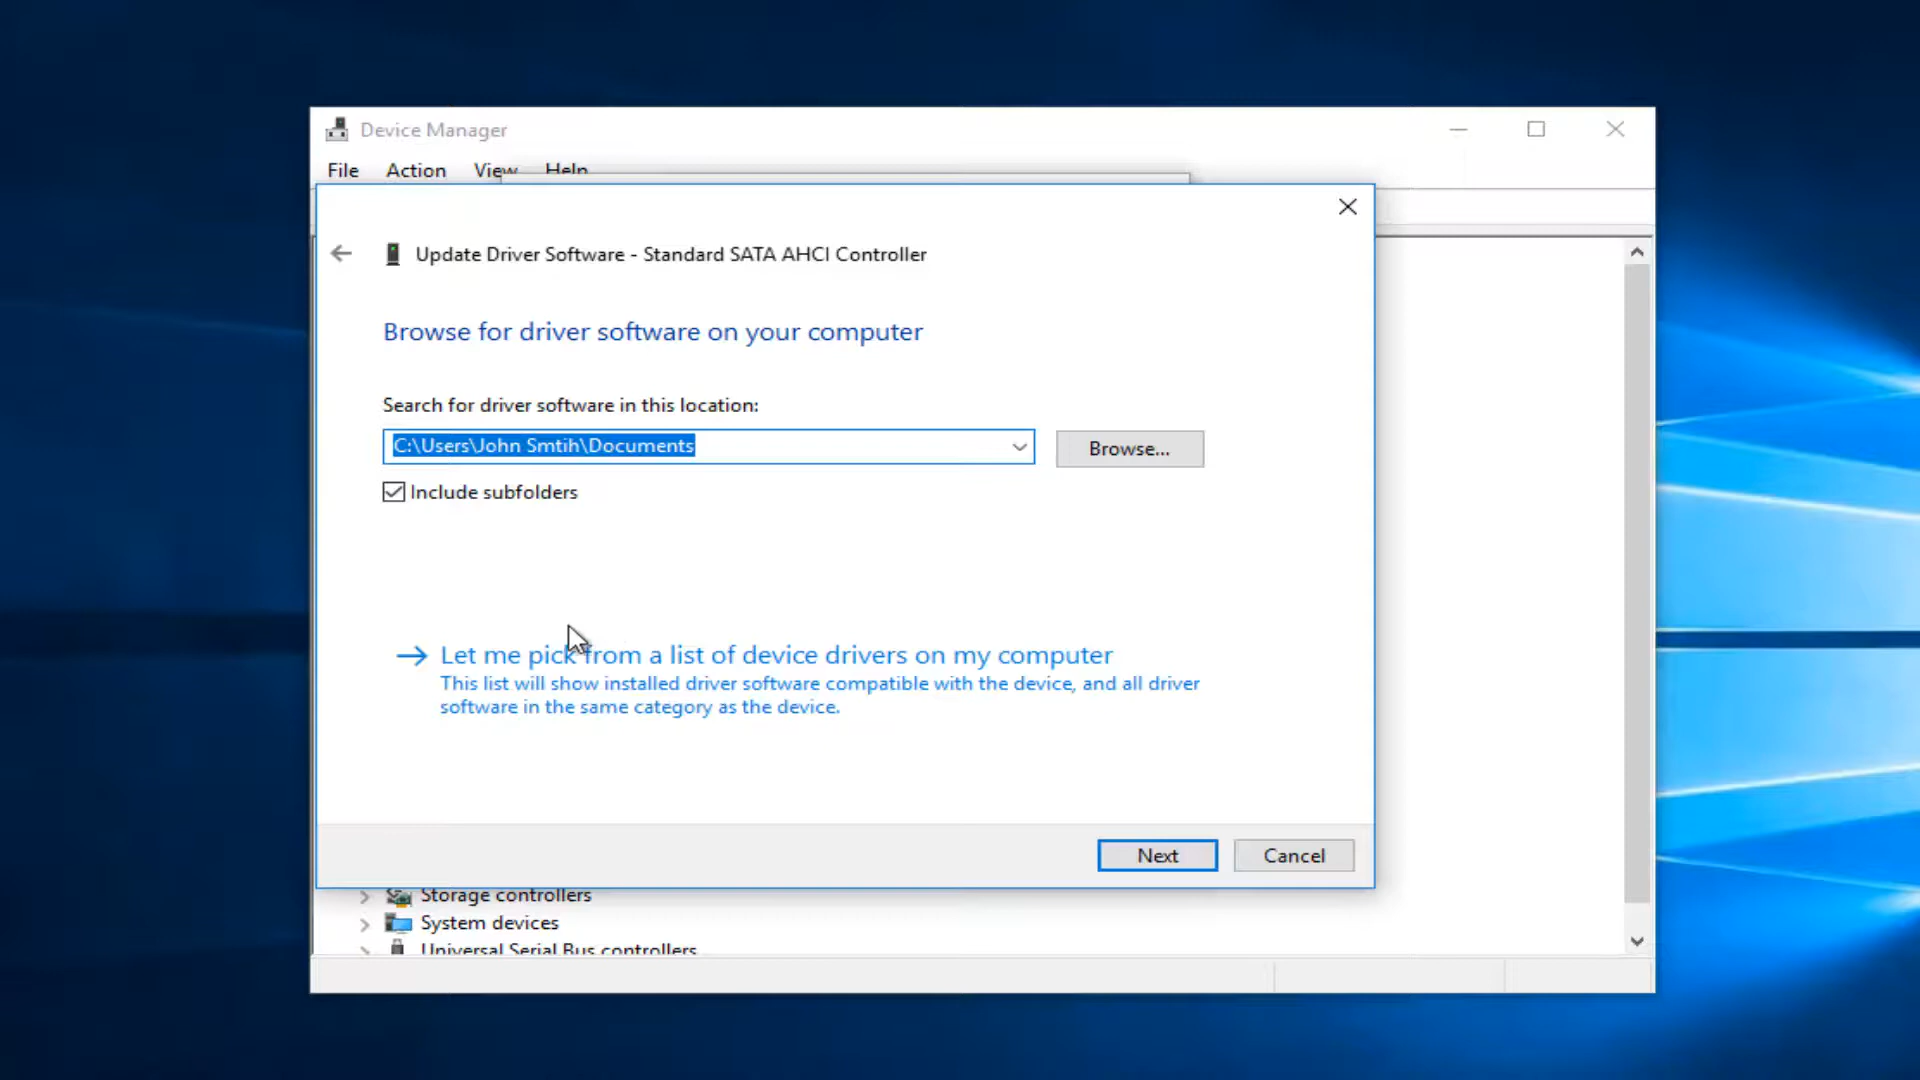 Device Manager
File Action View Help
Update Driver Software - Standard SATA AHCI Controller
Browse for driver software on your computer
Search for driver software in this location:
C:\Users\John Smtih\Documents
Browse...
Include subfolders
Let me pick from a list of device drivers on my computer
This list will show installed driver software compatible with the device, and all driver
software in the same category as the device.
Next Cancel
Storage controllers
System devices
Universal Serial Bus controllers